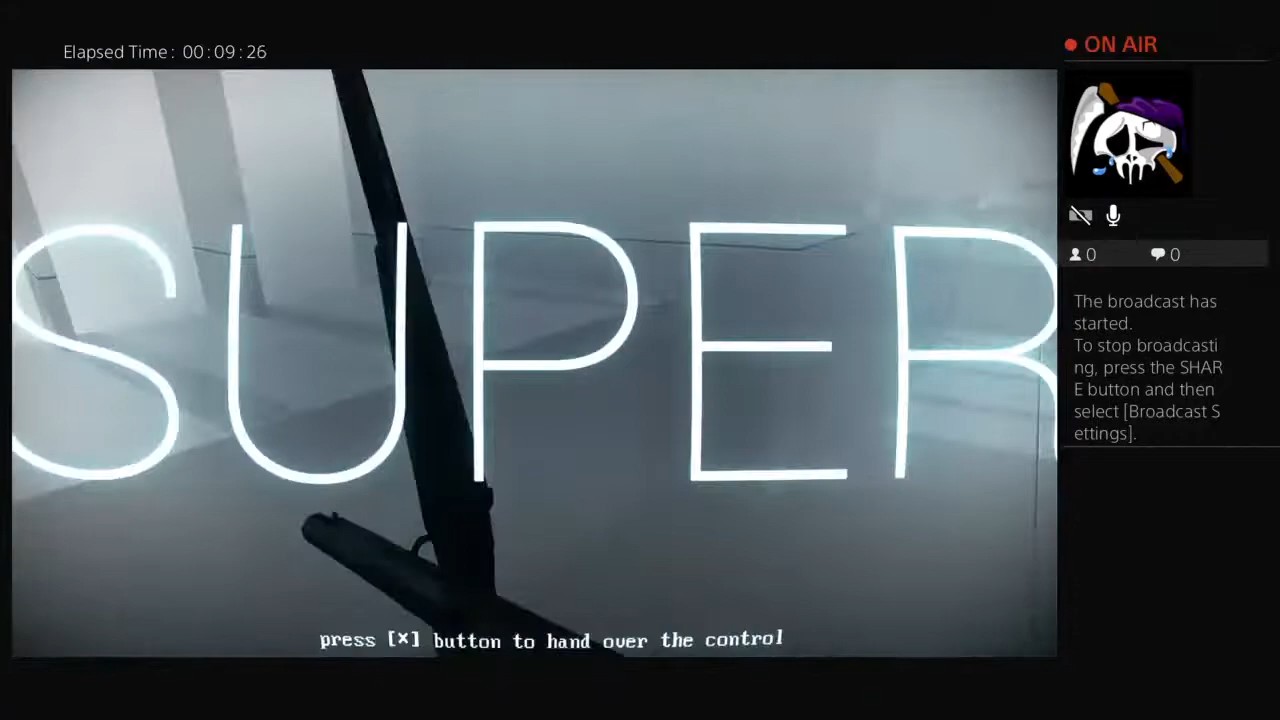 Elapsed Time: 00:09:26
ON AIR
SUPER
0
0
The broadcast has
started.
To stop broadcasti
ng, press the SHAR
E button and then
select [Broadcast S
ettings].
press [X] button to hand over the control